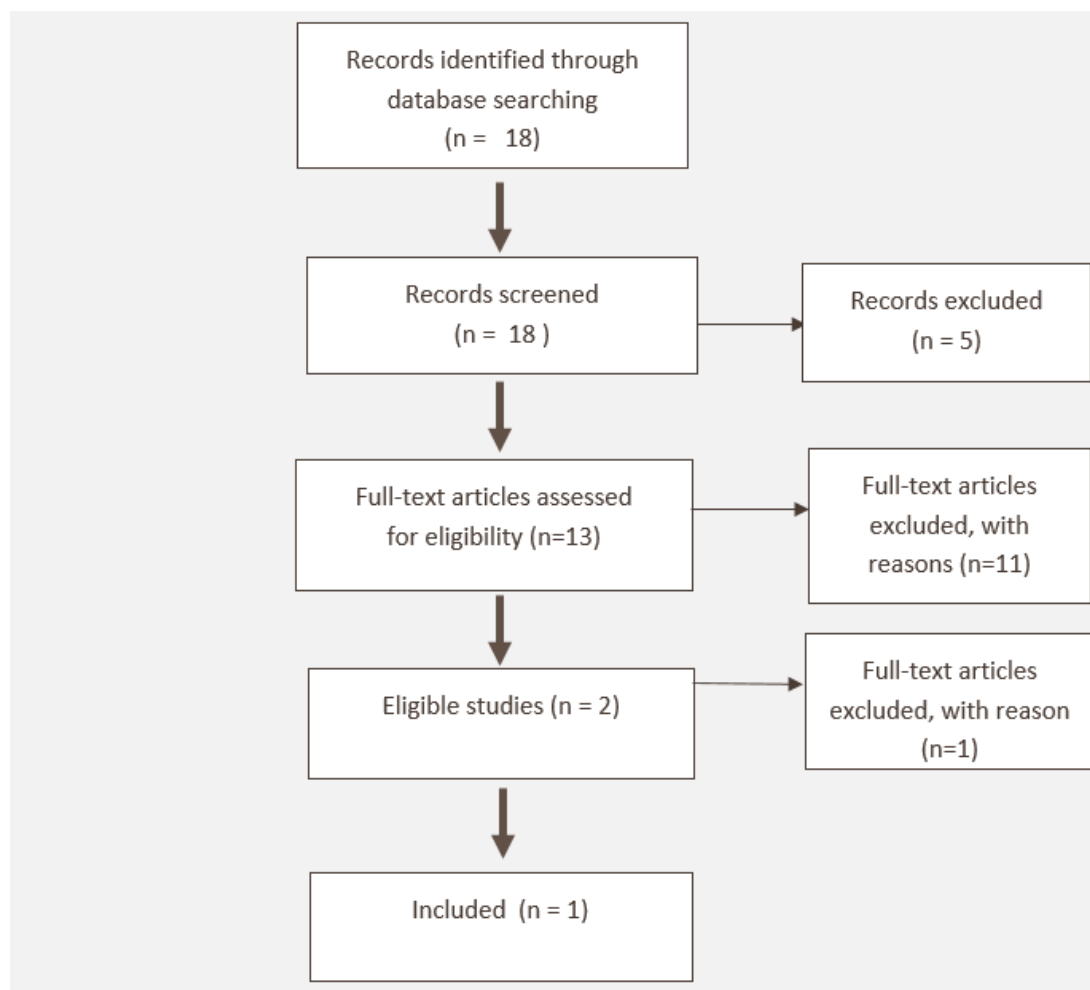 Records identified through
database searching
(n =   18)
Records screened
(n =  18 )
Records excluded
(n = 5)
Full-text articles assessed
for eligibility (n=13)
Full-text articles
excluded, with
reasons (n=11)
Eligible studies (n = 2)
Full-text articles
excluded, with reason
(n=1)
Included  (n = 1)